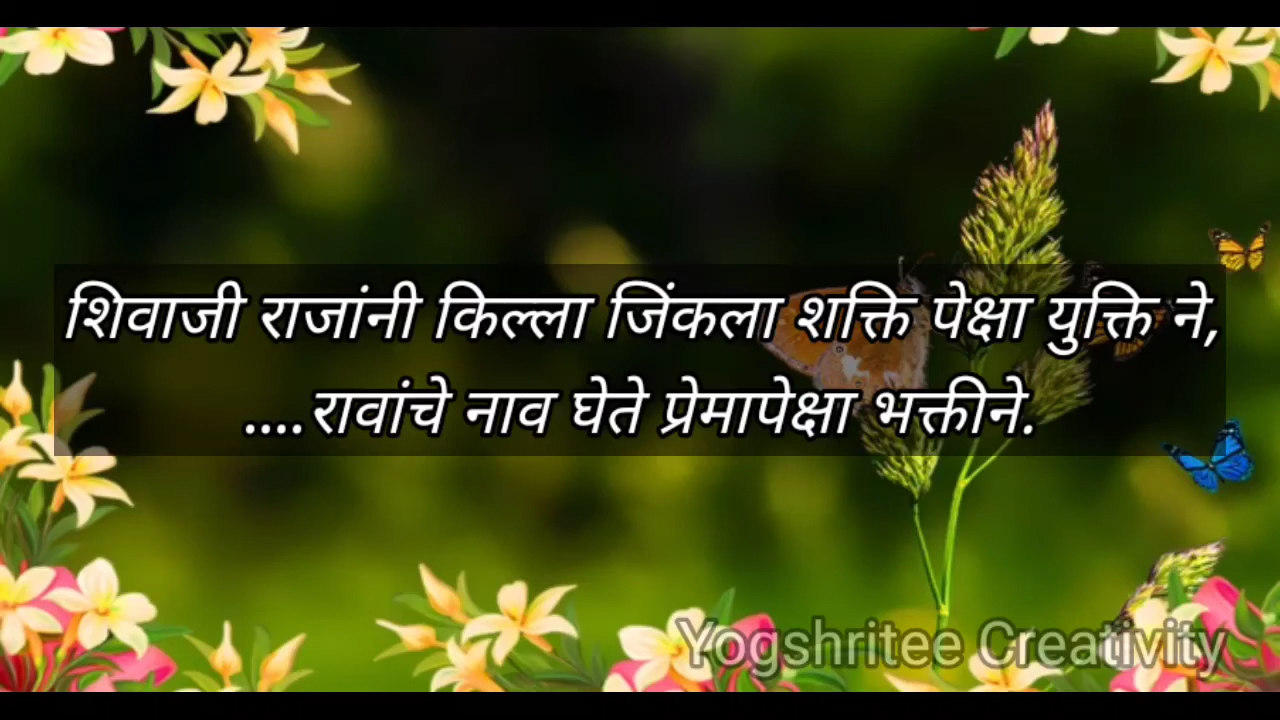 शिवाजी राजांनी किल्ला जिंकला शक्ति पेक्षा युक्ति ने,
....रावांचे नाव घेते प्रेमापेक्षा भक्तीने.
Yogshritee Creativity